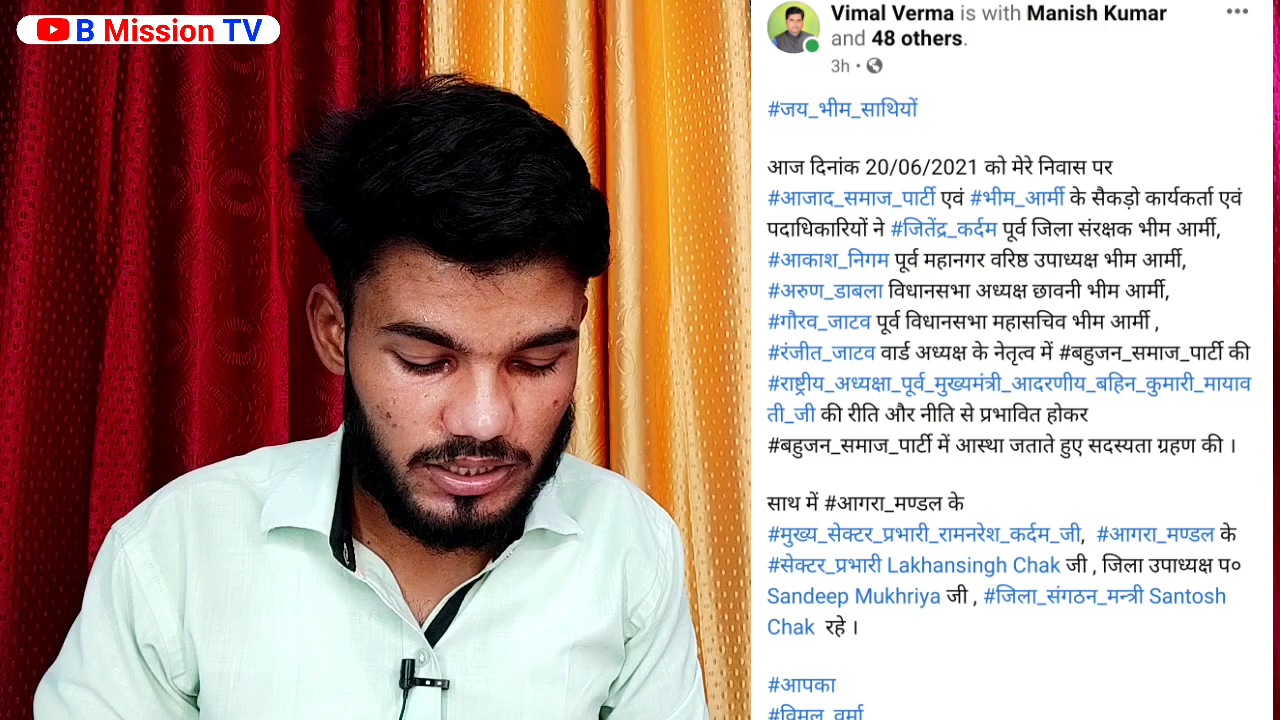 B Mission TV
Vimal Verma is with Manish Kumar
and 48 others.
3h •
#जय_भीम_साथियों
आज दिनांक 20/06/2021 को मेरे निवास पर
#आजाद_समाज_पार्टी एवं #भीम_आर्मी के सैकड़ो कार्यकर्ता एवं
पदाधिकारियों ने #जितेंद्र_कर्दम पूर्व जिला संरक्षक भीम आर्मी,
#आकाश_निगम पूर्व महानगर वरिष्ठ उपाध्यक्ष भीम आर्मी,
#अरुण_डाबला विधानसभा अध्यक्ष छावनी भीम आर्मी,
#गौरव_जाटव पूर्व विधानसभा महासचिव भीम आर्मी ,
#रंजीत_जाटव वार्ड अध्यक्ष के नेतृत्व में #बहुजन_समाज_पार्टी की
#राष्ट्रीय_अध्यक्षा_पूर्व_मुख्यमंत्री_आदरणीय_बहिन_कुमारी_मायाव
ती_जी की रीति और नीति से प्रभावित होकर
#बहुजन_समाज_पार्टी में आस्था जताते हुए सदस्यता ग्रहण की ।
साथ में #आगरा_मण्डल के
#मुख्य_सेक्टर_प्रभारी_रामनरेश_कर्दम_जी, #आगरा_मण्डल के
#सेक्टर_प्रभारी Lakhansingh Chak जी , जिला उपाध्यक्ष प०
Sandeep Mukhriya जी , #जिला_संगठन_मन्त्री Santosh
Chak रहे ।
#आपका
#विमल_वर्मा